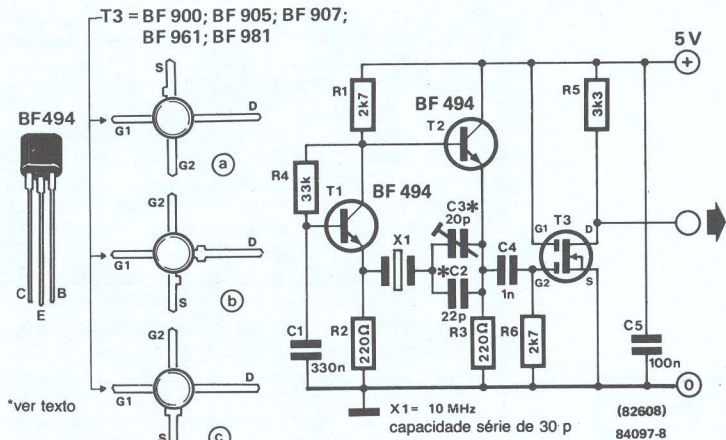 T3 = BF 900; BF 905; BF 907;
BF 961; BF 981
BF494
C
E
B
*ver texto
S
D
G1
G2
a
G2
D
G1
S
b
G2
D
G1
S
c
5 V
+
R1
2k7
BF 494
T2
R5
3k3
R4
33k
T1
BF 494
C3*
20p
X1
*C2
22p
C4
1n
G1
T3
D
G2
S
C1
330n
R2
220Ω
R3
220Ω
R6
2k7
C5
100n
0
X1 = 10 MHz
capacidade série de 30 p
(82608)
84097-8